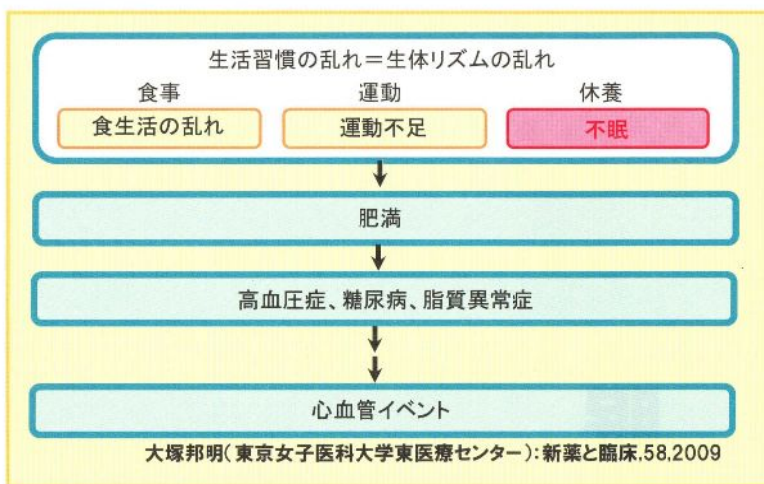 生活習慣の乱れ＝生体リズムの乱れ
食事 運動 休養
食生活の乱れ 運動不足 不眠
肥満
高血圧症、糖尿病、脂質異常症
心血管イベント
大塚邦明（東京女子医科大学東医療センター）：新薬と臨床,58,2009